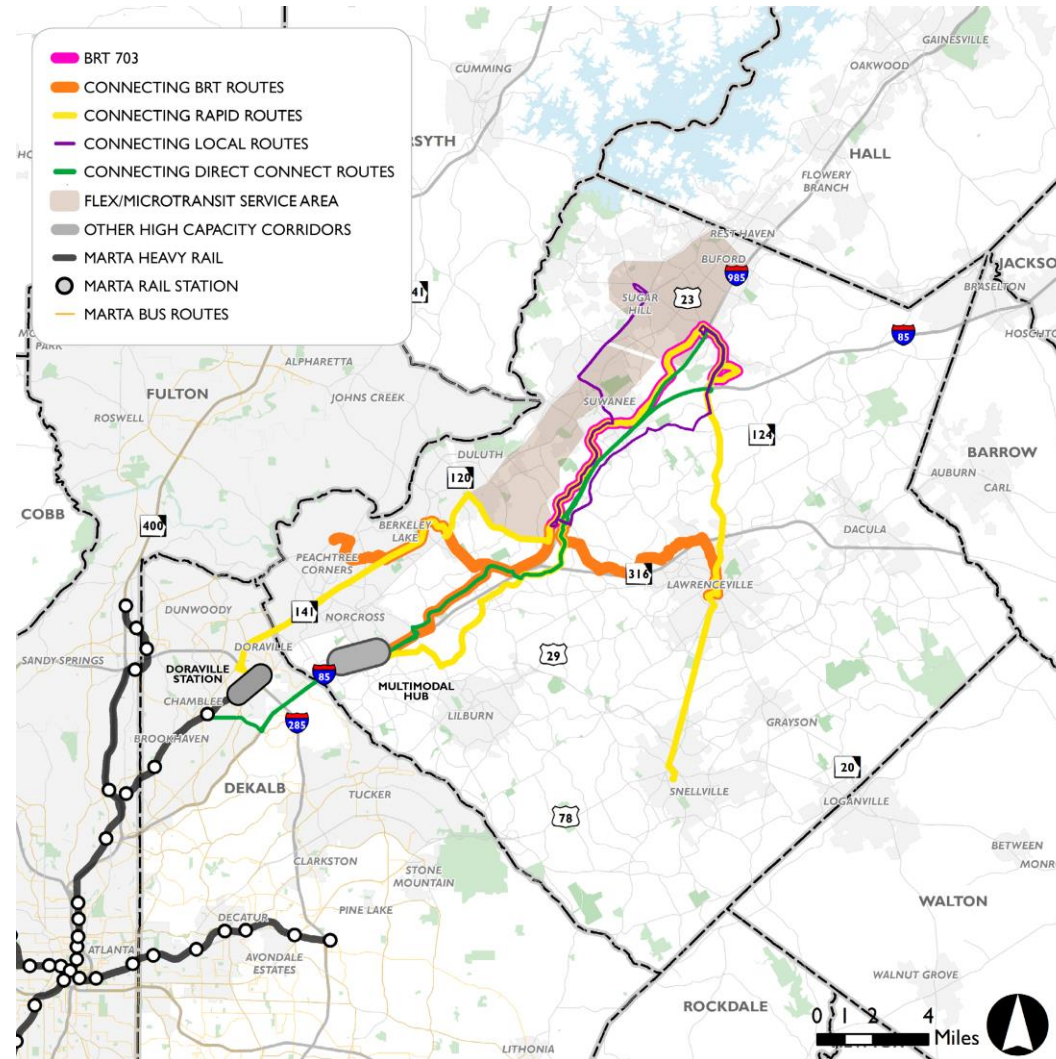 BRT 703
CONNECTING BRT ROUTES
CONNECTING RAPID ROUTES
CONNECTING LOCAL ROUTES
CONNECTING DIRECT CONNECT ROUTES
FLEX/MICROTRANSIT SERVICE AREA
OTHER HIGH CAPACITY CORRIDORS
MARTA HEAVY RAIL
MARTA RAIL STATION
MARTA BUS ROUTES
GAINESVILLE
OAKWOOD
CUMMING
SYTH
HALL
FLOWERY
BRANCH
REST HAVEN
BUFORD
985
JACKSO
BRASELTON
HOSCHTO
SUGAR
HILL
23
41
85
PARK
ALPHARETTA
FULTON
JOHNS CREEK
ROSWELL
SUWANEE
124
DULUTH
120
BARROW
AUBURN
CARL
COBB
400
BERKELEY
LAKE
DACULA
PEACHTREE
CORNERS
316
LAWRENCEVILLE
DUNWOODY
141
NORCROSS
SANDY SPRINGS
DORAVILLE
DORAVILLE
STATION
85
MULTIMODAL
HUB
29
CHAMBLEE
285
LILBURN
GRAYSON
BROOKHAVEN
20
DEKALB
TUCKER
SNELLVILLE
LOGANVILLE
78
BETWEEN
MONR
CLARKSTON
STONE
MOUNTAIN
DECATUR
PINE LAKE
WALTON
ATLANTA
AVONDALE
ESTATES
WALNUT GROVE
ROCKDALE
0 1 2 4
Miles
LITHONIA